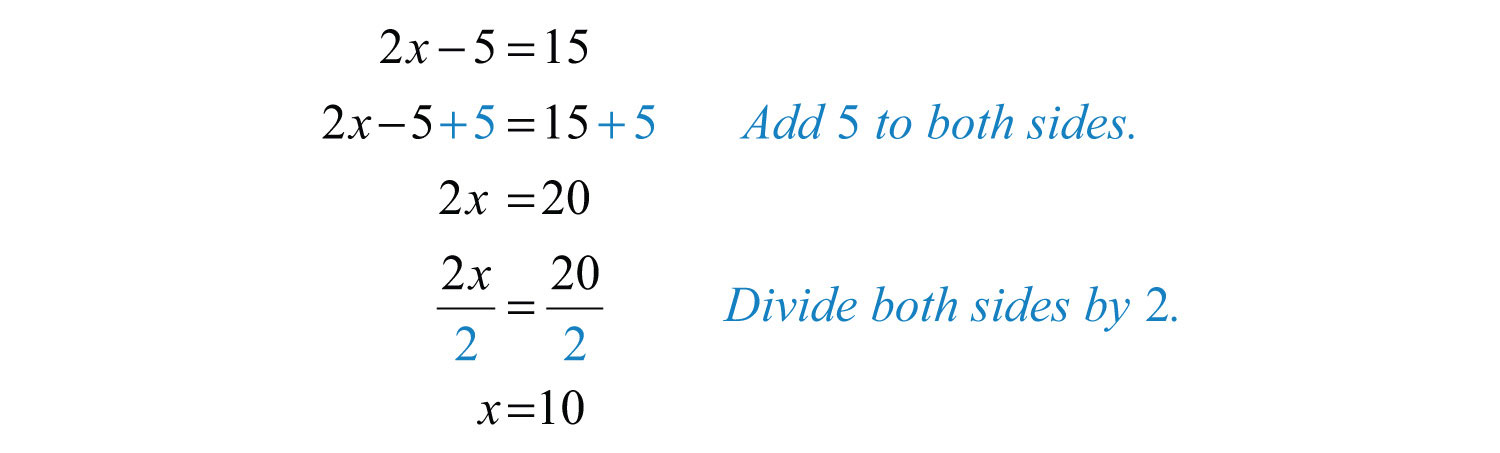 2x − 5 = 15
2x − 5 + 5 = 15 + 5 Add 5 to both sides.
2x = 20
2x/2 = 20/2 Divide both sides by 2.
x = 10